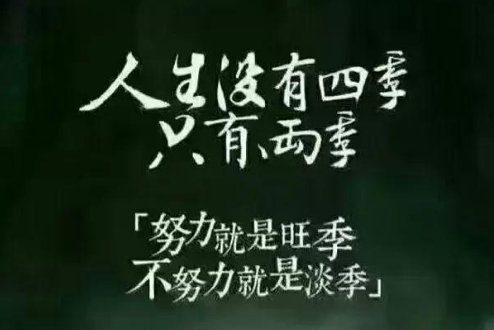 人生没有四季
只有两季
「努力就是旺季
不努力就是淡季」